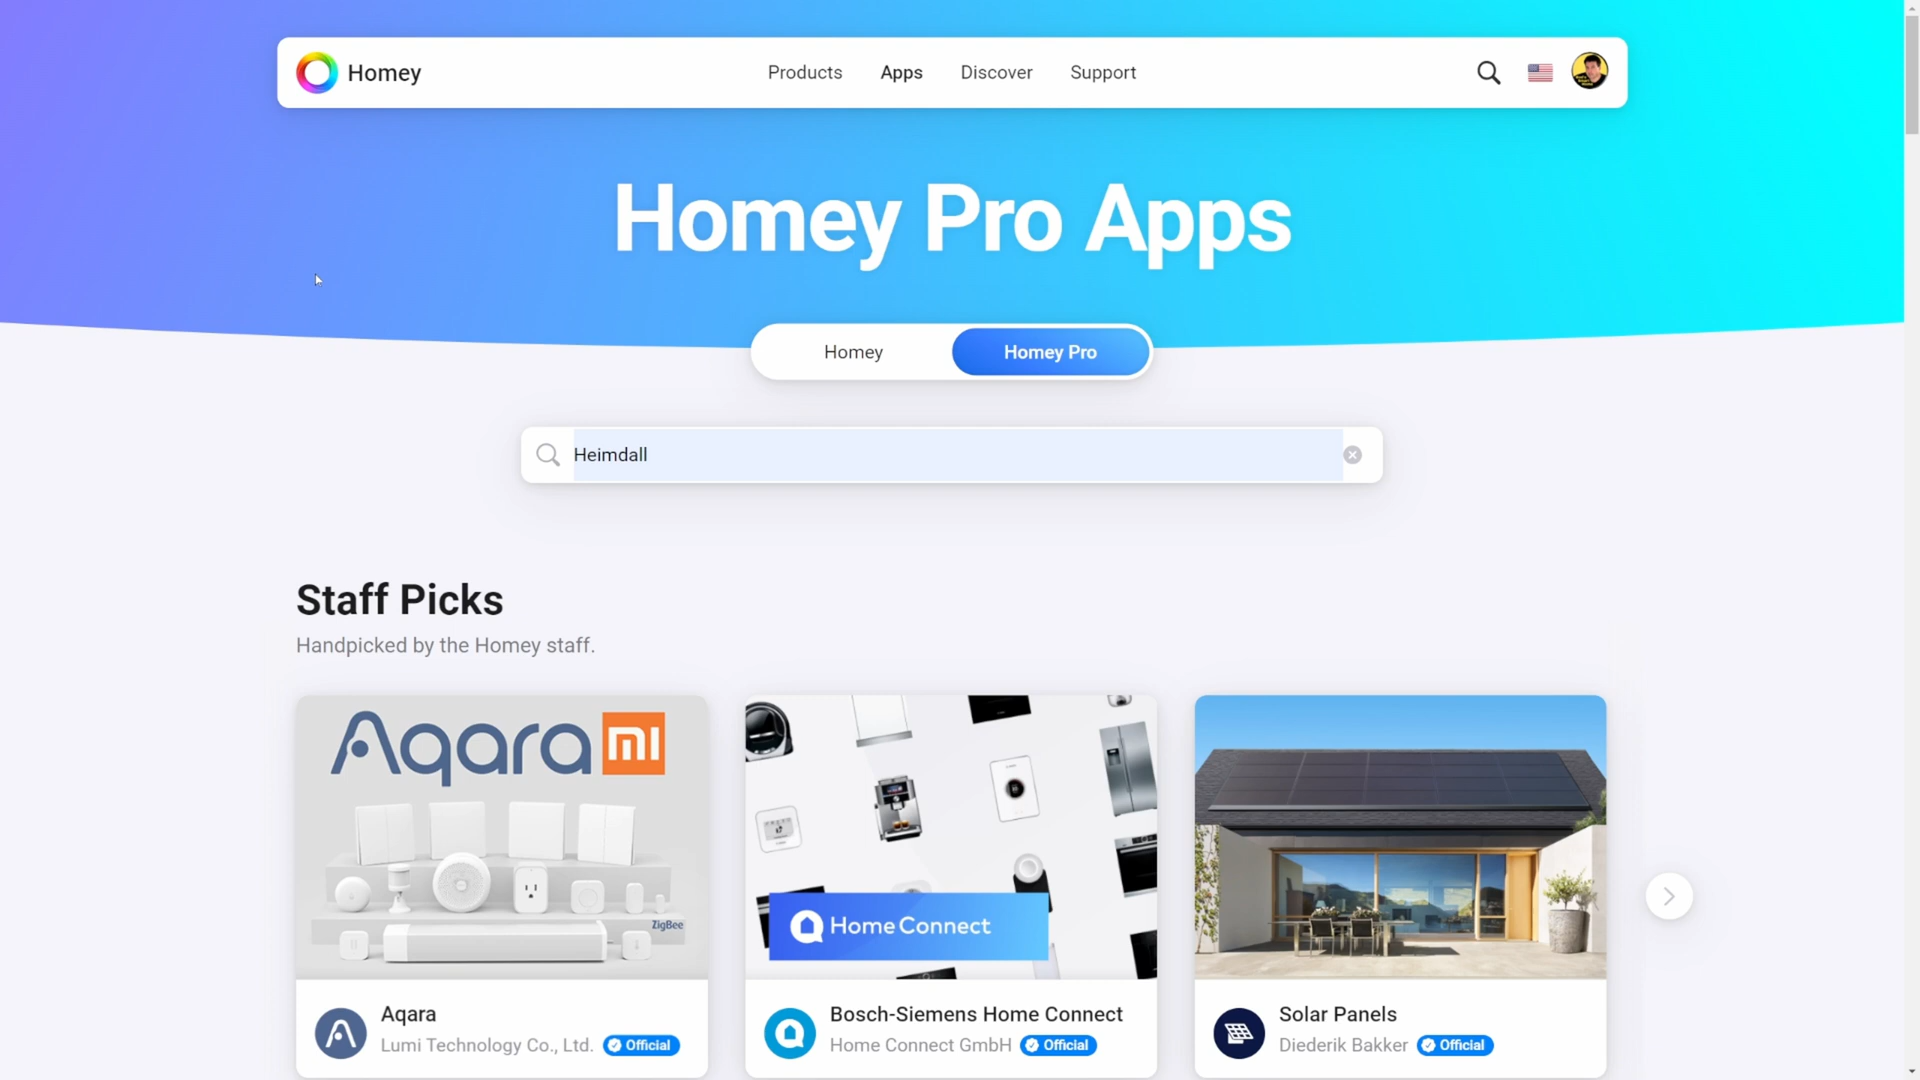 Homey
Products
Apps
Discover
Support
Homey Pro Apps
Homey
Homey Pro
Heimdall
Staff Picks
Handpicked by the Homey staff.
Aqara
ZigBee
Home Connect
Aqara
Lumi Technology Co., Ltd.
Official
Bosch-Siemens Home Connect
Home Connect GmbH
Official
Solar Panels
Diederik Bakker
Official